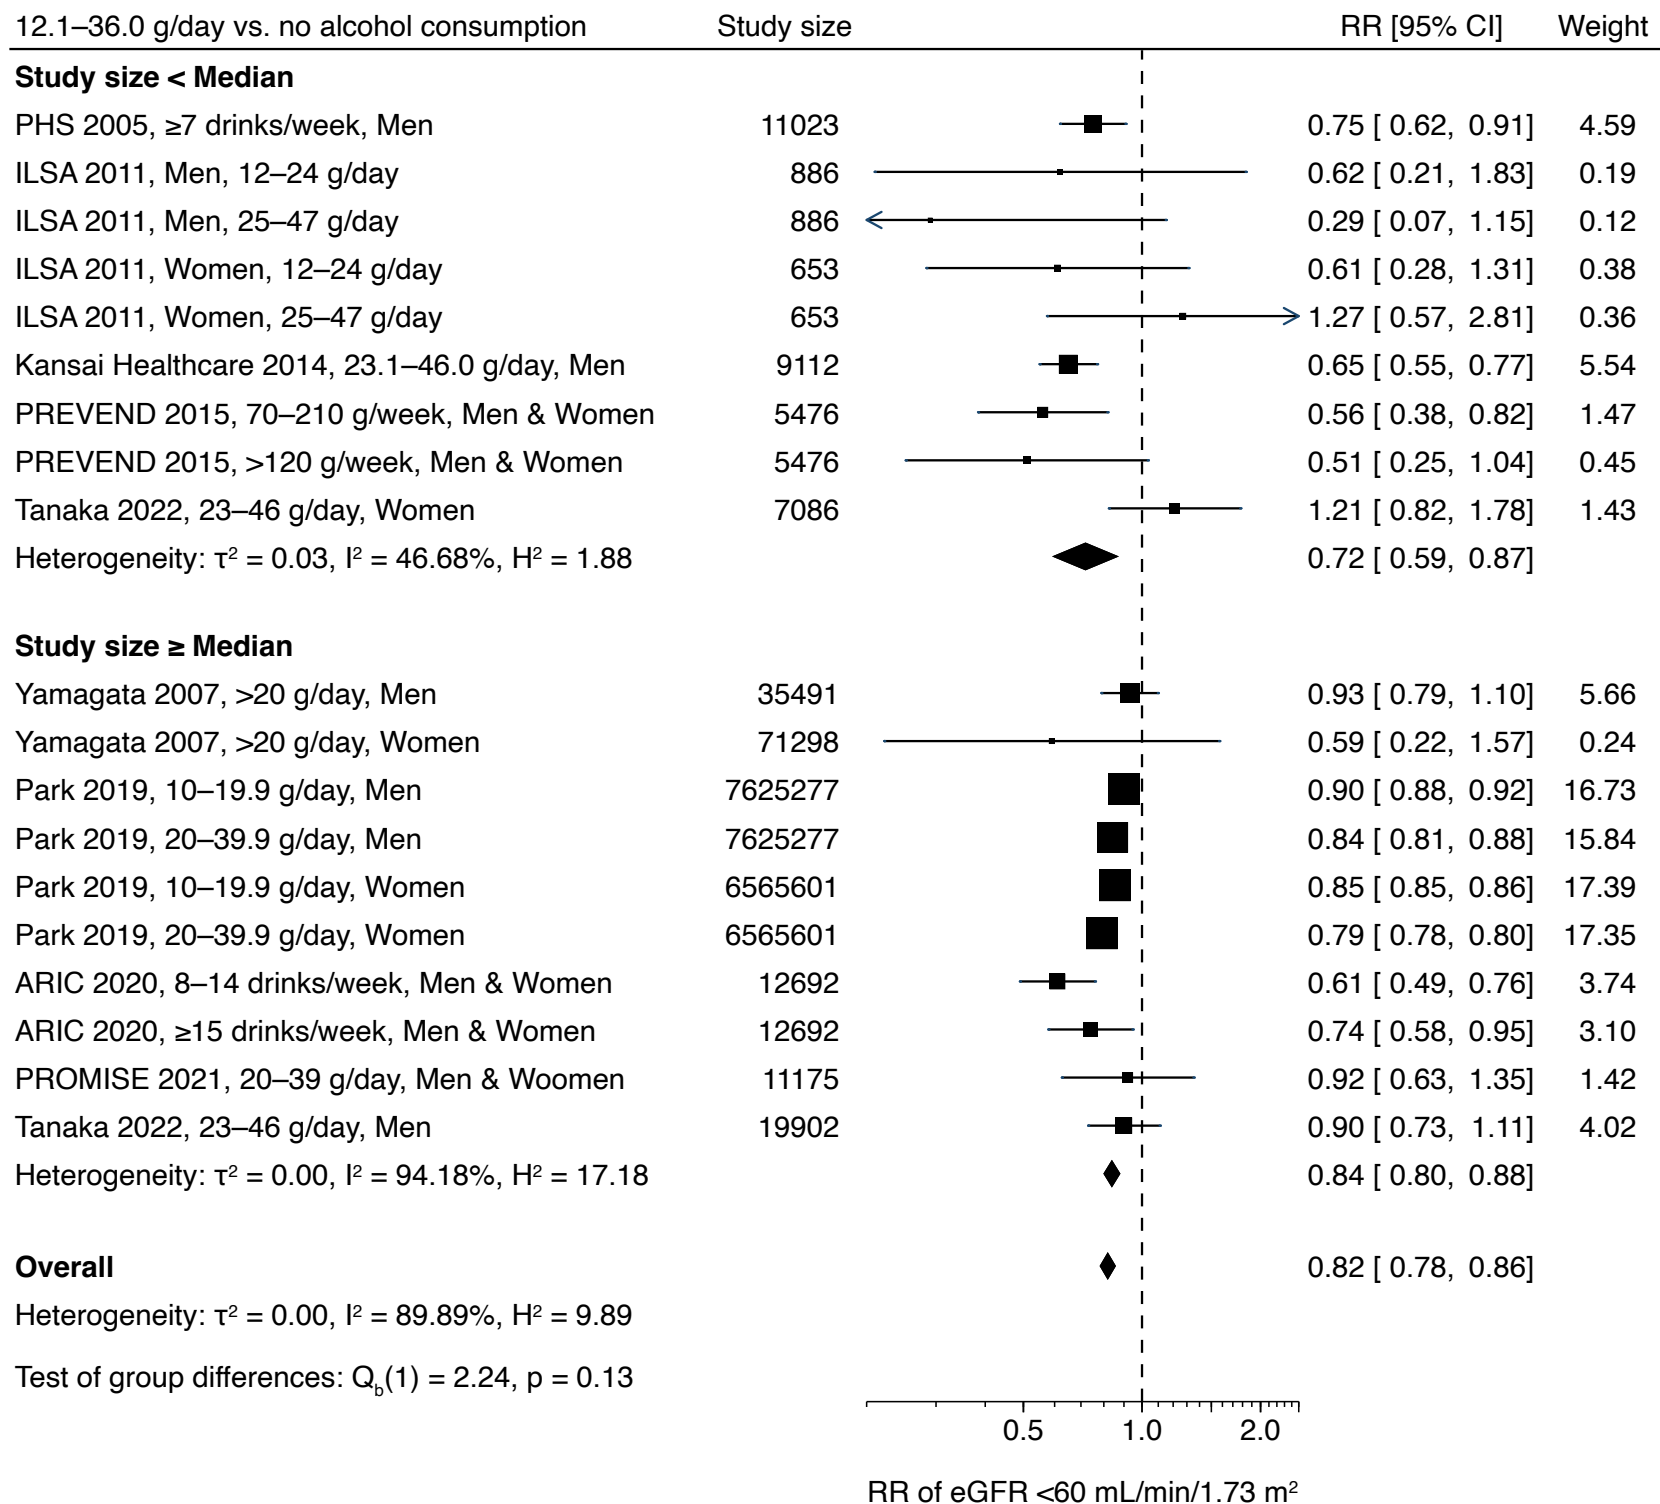 12.1–36.0 g/day vs. no alcohol consumption Study size RR [95% CI] Weight
Study size < Median
PHS 2005, ≥7 drinks/week, Men 11023 0.75 [ 0.62, 0.91] 4.59
ILSA 2011, Men, 12–24 g/day 886 0.62 [ 0.21, 1.83] 0.19
ILSA 2011, Men, 25–47 g/day 886 0.29 [ 0.07, 1.15] 0.12
ILSA 2011, Women, 12–24 g/day 653 0.61 [ 0.28, 1.31] 0.38
ILSA 2011, Women, 25–47 g/day 653 1.27 [ 0.57, 2.81] 0.36
Kansai Healthcare 2014, 23.1–46.0 g/day, Men 9112 0.65 [ 0.55, 0.77] 5.54
PREVEND 2015, 70–210 g/week, Men & Women 5476 0.56 [ 0.38, 0.82] 1.47
PREVEND 2015, >120 g/week, Men & Women 5476 0.51 [ 0.25, 1.04] 0.45
Tanaka 2022, 23–46 g/day, Women 7086 1.21 [ 0.82, 1.78] 1.43
Heterogeneity: τ² = 0.03, I² = 46.68%, H² = 1.88 0.72 [ 0.59, 0.87]
Study size ≥ Median
Yamagata 2007, >20 g/day, Men 35491 0.93 [ 0.79, 1.10] 5.66
Yamagata 2007, >20 g/day, Women 71298 0.59 [ 0.22, 1.57] 0.24
Park 2019, 10–19.9 g/day, Men 7625277 0.90 [ 0.88, 0.92] 16.73
Park 2019, 20–39.9 g/day, Men 7625277 0.84 [ 0.81, 0.88] 15.84
Park 2019, 10–19.9 g/day, Women 6565601 0.85 [ 0.85, 0.86] 17.39
Park 2019, 20–39.9 g/day, Women 6565601 0.79 [ 0.78, 0.80] 17.35
ARIC 2020, 8–14 drinks/week, Men & Women 12692 0.61 [ 0.49, 0.76] 3.74
ARIC 2020, ≥15 drinks/week, Men & Women 12692 0.74 [ 0.58, 0.95] 3.10
PROMISE 2021, 20–39 g/day, Men & Woomen 11175 0.92 [ 0.63, 1.35] 1.42
Tanaka 2022, 23–46 g/day, Men 19902 0.90 [ 0.73, 1.11] 4.02
Heterogeneity: τ² = 0.00, I² = 94.18%, H² = 17.18 0.84 [ 0.80, 0.88]
Overall 0.82 [ 0.78, 0.86]
Heterogeneity: τ² = 0.00, I² = 89.89%, H² = 9.89
Test of group differences: Q_b(1) = 2.24, p = 0.13
0.5 1.0 2.0
RR of eGFR <60 mL/min/1.73 m²